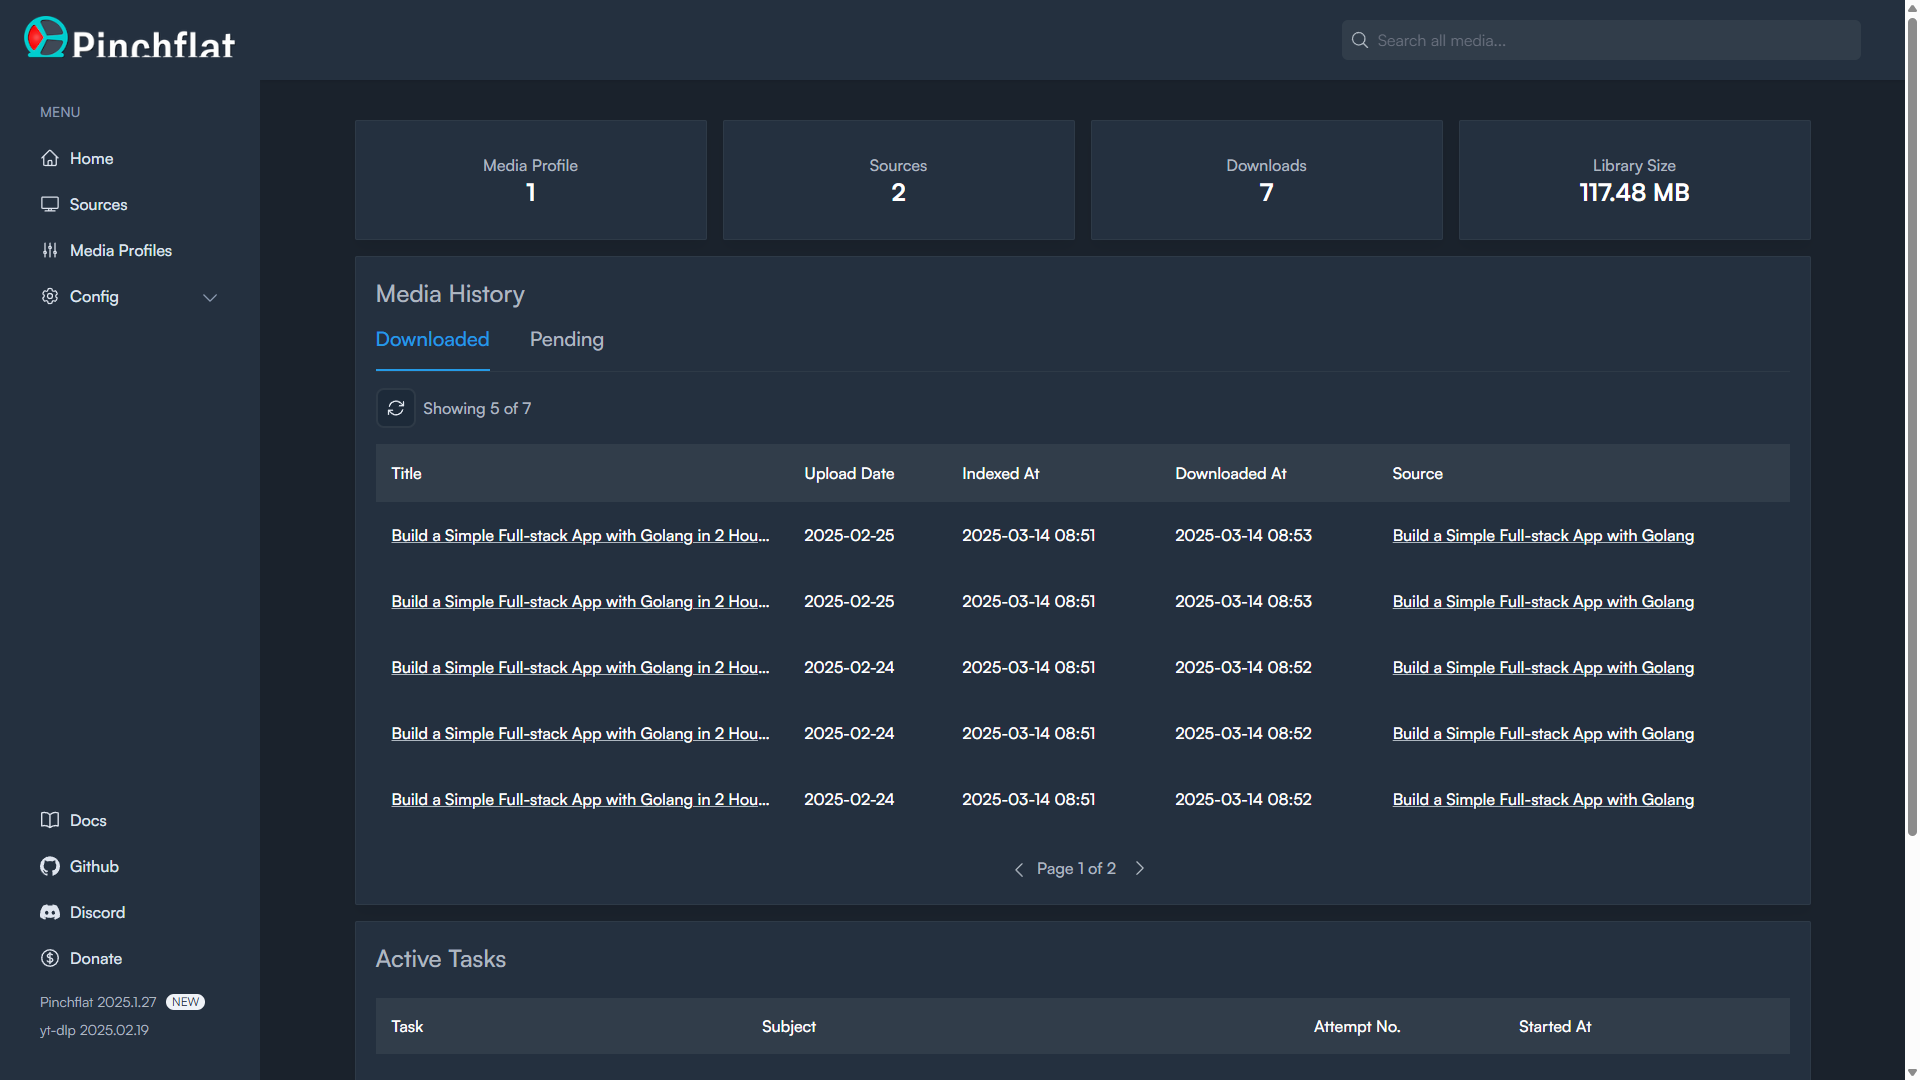 Pinchflat
Search all media...
MENU
Home
Sources
Media Profiles
Config
Media Profile
1
Sources
2
Downloads
7
Library Size
117.48 MB
Media History
Downloaded
Pending
Showing 5 of 7
Title Upload Date Indexed At Downloaded At Source
Build a Simple Full-stack App with Golang in 2 Hou... 2025-02-25 2025-03-14 08:51 2025-03-14 08:53 Build a Simple Full-stack App with Golang
Build a Simple Full-stack App with Golang in 2 Hou... 2025-02-25 2025-03-14 08:51 2025-03-14 08:53 Build a Simple Full-stack App with Golang
Build a Simple Full-stack App with Golang in 2 Hou... 2025-02-24 2025-03-14 08:51 2025-03-14 08:52 Build a Simple Full-stack App with Golang
Build a Simple Full-stack App with Golang in 2 Hou... 2025-02-24 2025-03-14 08:51 2025-03-14 08:52 Build a Simple Full-stack App with Golang
Build a Simple Full-stack App with Golang in 2 Hou... 2025-02-24 2025-03-14 08:51 2025-03-14 08:52 Build a Simple Full-stack App with Golang
Page 1 of 2
Active Tasks
Task Subject Attempt No. Started At
Docs
Github
Discord
Donate
Pinchflat 2025.1.27 NEW
yt-dlp 2025.02.19